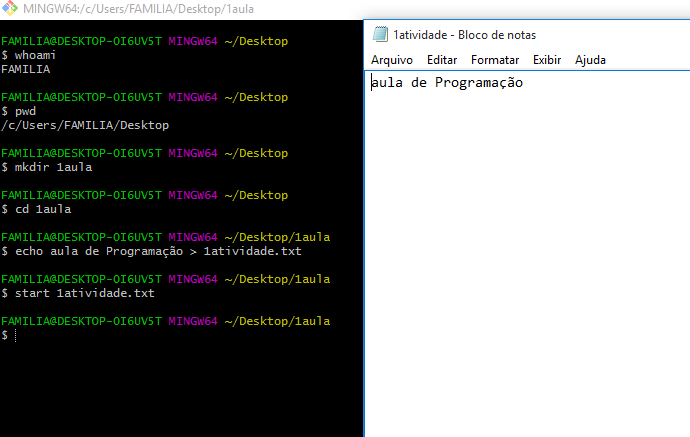 MINGW64:/c/Users/FAMILIA/Desktop/1aula
FAMILIA@DESKTOP-OI6UV5T MINGW64 ~/Desktop
$ whoami
FAMILIA
FAMILIA@DESKTOP-OI6UV5T MINGW64 ~/Desktop
$ pwd
/c/Users/FAMILIA/Desktop
FAMILIA@DESKTOP-OI6UV5T MINGW64 ~/Desktop
$ mkdir 1aula
FAMILIA@DESKTOP-OI6UV5T MINGW64 ~/Desktop
$ cd 1aula
FAMILIA@DESKTOP-OI6UV5T MINGW64 ~/Desktop/1aula
$ echo aula de Programação > 1atividade.txt
FAMILIA@DESKTOP-OI6UV5T MINGW64 ~/Desktop/1aula
$ start 1atividade.txt
FAMILIA@DESKTOP-OI6UV5T MINGW64 ~/Desktop/1aula
$
1atividade - Bloco de notas
Arquivo Editar Formatar Exibir Ajuda
aula de Programação